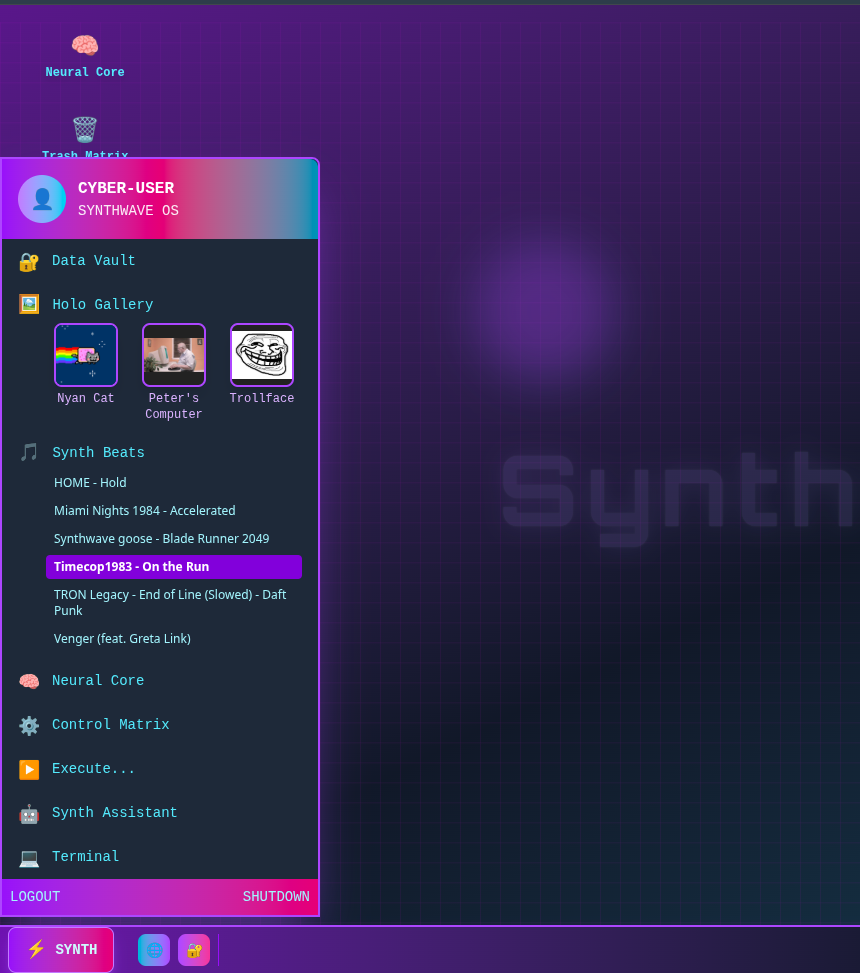 Neural Core
Trash Matrix
CYBER-USER
SYNTHWAVE OS
Data Vault
Holo Gallery
Nyan Cat
Peter's
Computer
Trollface
Synth Beats
HOME - Hold
Miami Nights 1984 - Accelerated
Synthwave goose - Blade Runner 2049
Timecop1983 - On the Run
TRON Legacy - End of Line (Slowed) - Daft
Punk
Venger (feat. Greta Link)
Neural Core
Control Matrix
Execute...
Synth Assistant
Terminal
LOGOUT
SHUTDOWN
Synth
SYNTH